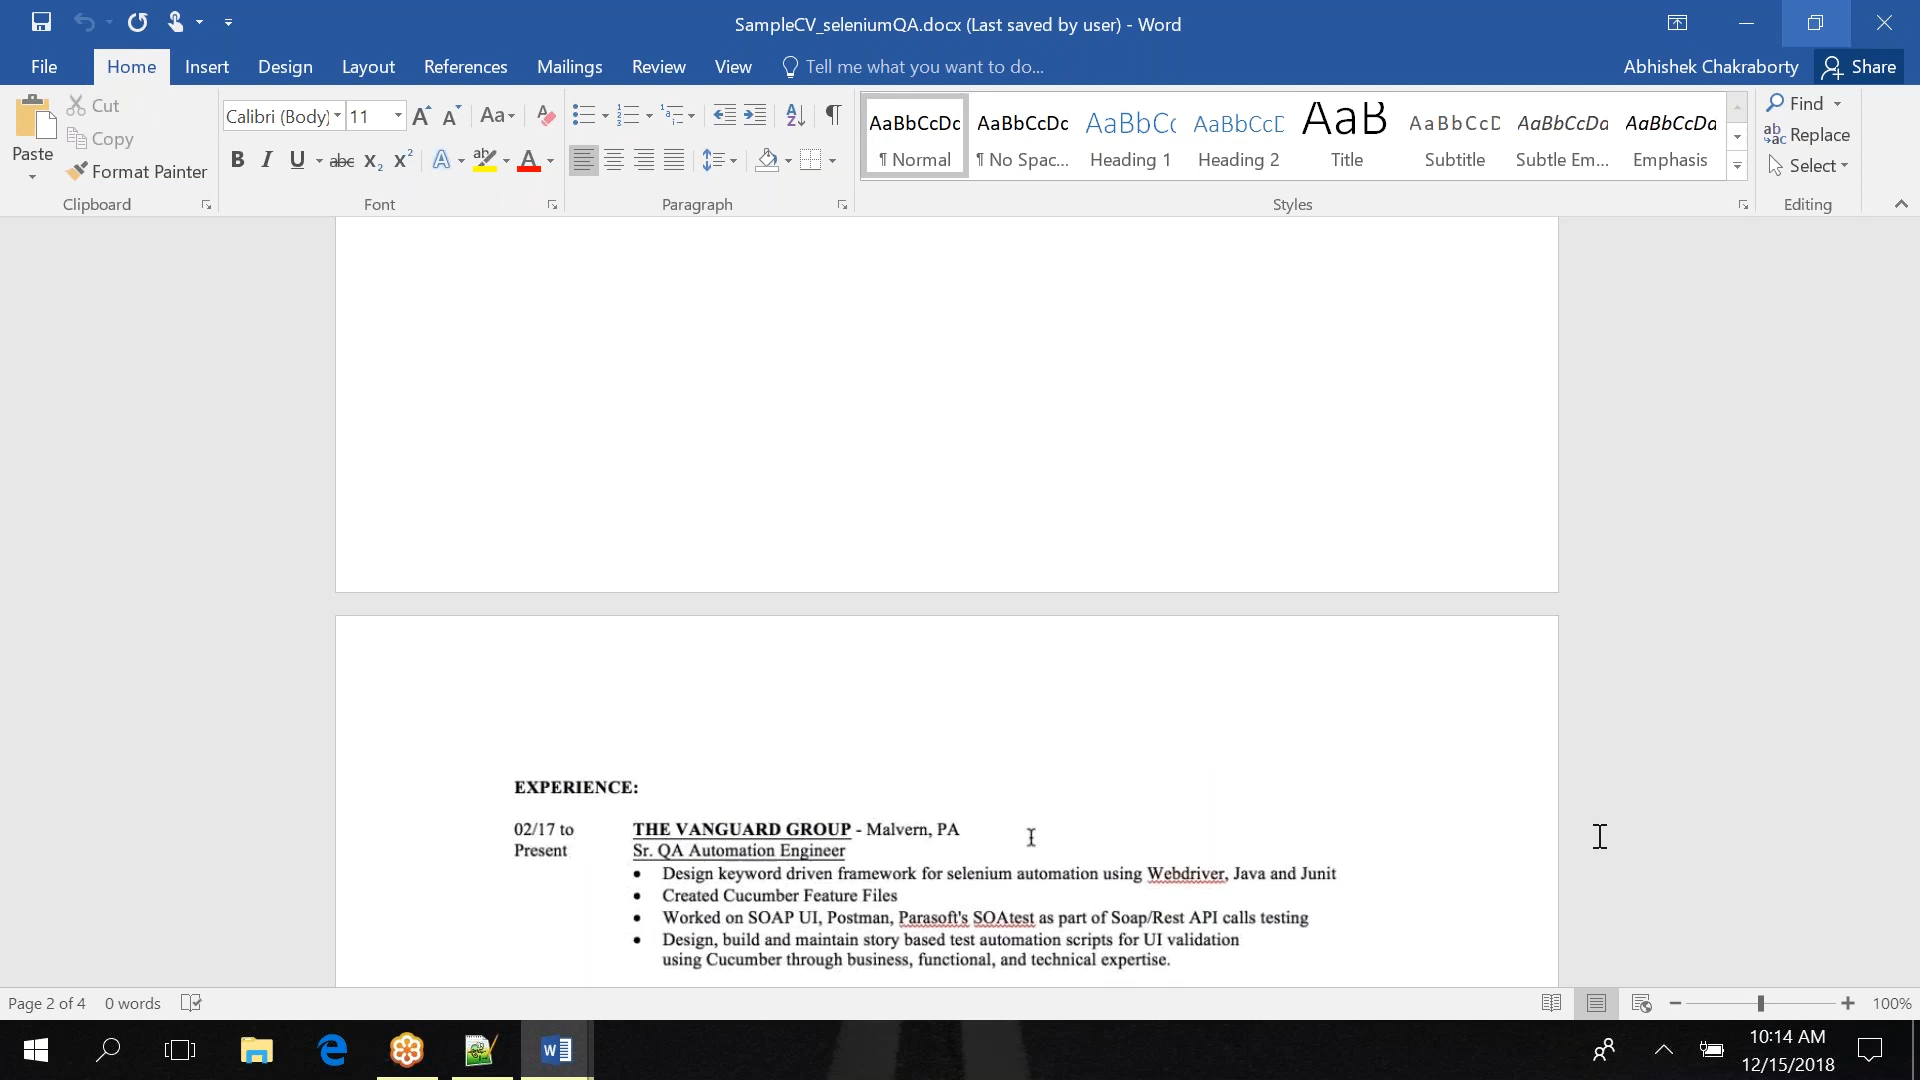 SampleCV_seleniumQA.docx (Last saved by user) - Word
File Home Insert Design Layout References Mailings Review View Tell me what you want to do... Abhishek Chakraborty Share
Paste Cut Copy Format Painter
Clipboard
Calibri (Body) 11 Aa
B I U abc X₂ X² A ab A
Font
Paragraph
AaBbCcDc AaBbCcDc AaBbCc AaBbCcD AaB AaBbCcD AaBbCcDa AaBbCcDa
¶ Normal ¶ No Spac... Heading 1 Heading 2 Title Subtitle Subtle Em... Emphasis
Styles
Find
Replace
Select
Editing
EXPERIENCE:
02/17 to THE VANGUARD GROUP - Malvern, PA
Present Sr. QA Automation Engineer
• Design keyword driven framework for selenium automation using Webdriver, Java and Junit
• Created Cucumber Feature Files
• Worked on SOAP UI, Postman, Parasoft's SOAtest as part of Soap/Rest API calls testing
• Design, build and maintain story based test automation scripts for UI validation
using Cucumber through business, functional, and technical expertise.
Page 2 of 4 0 words 100%
10:14 AM
12/15/2018